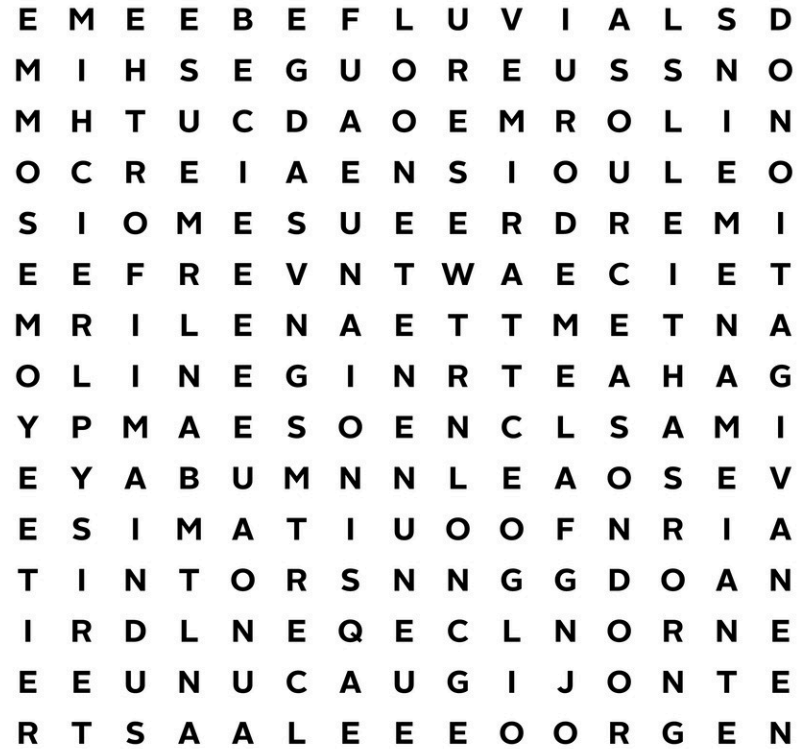 E M E E B E F L U V I A L S D
M I H S E G U O R E U S S N O
M H T U C D A O E M R O L I N
O C R E I A E N S I O U L E O
S I O M E S U E E R D R E M I
E E F R E V N T W A E C I E T
M R I L E N A E T T M E T N A
O L I N E G I N R T E A H A G
Y P M A E S O E N C L S A M I
E Y A B U M N N L E A O S E V
E S I M A T I U O O F N R I A
T I N T O R S N N G G D O A N
I R D L N E Q E C L N O R N E
E E U N U C A U G I J O N T E
R T S A A L E E E O O R G E N